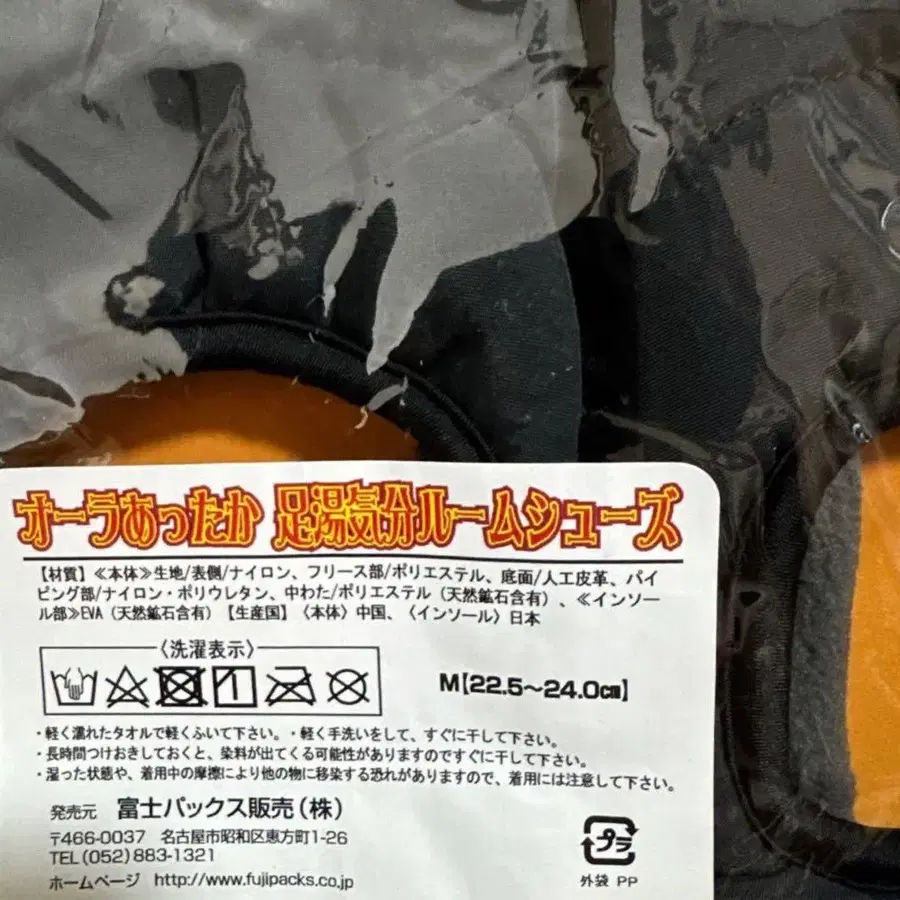 オーラあったか 足湯気分ルームシューズ
【材質】≪本体≫生地/表側/ナイロン、フリース部/ポリエステル、底面/人工皮革、パイ
ピング部/ナイロン・ポリウレタン、中わた/ポリエステル（天然鉱石含有）、≪インソー
ル部≫EVA（天然鉱石含有）【生産国】〈本体〉中国、〈インソール〉日本
〈洗濯表示〉
M【22.5～24.0㎝】
・軽く濡れたタオルで軽くふいて下さい。・軽く手洗いをして、すぐに干して下さい。
・長時間つけおきしておくと、染料が出てくる可能性がありますのですぐに干して下さい。
・湿った状態や、着用中の摩擦により他の物に移染する恐れがありますので、着用には注意して下さい。
発売元 富士パックス販売（株）
〒466-0037 名古屋市昭和区恵方町1-26
TEL(052)883-1321
ホームページ http://www.fujipacks.co.jp
プラ
外袋 PP